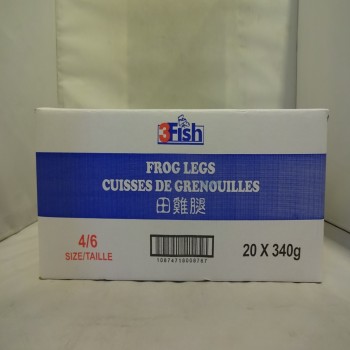 3Fish
FROG LEGS
CUISSES DE GRENOUILLES
田雞腿
4/6
SIZE/TAILLE
20 X 340g